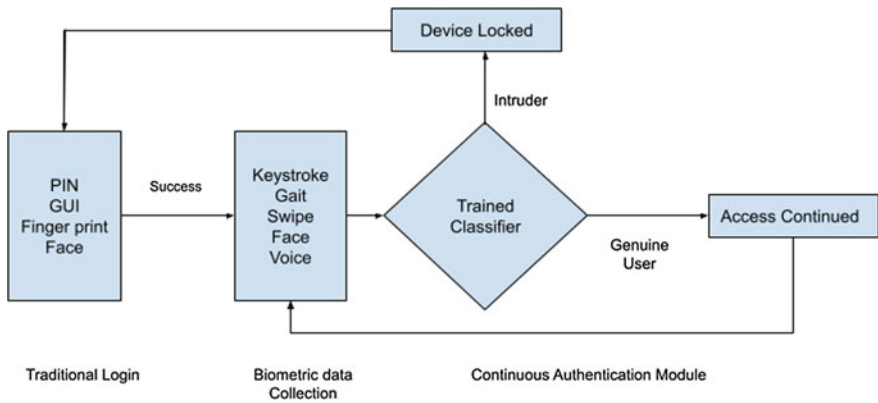 Device Locked
Intruder
PIN
GUI
Finger print
Face
Success
Keystroke
Gait
Swipe
Face
Voice
Trained
Classifier
Genuine
User
Access Continued
Traditional Login
Biometric data
Collection
Continuous Authentication Module